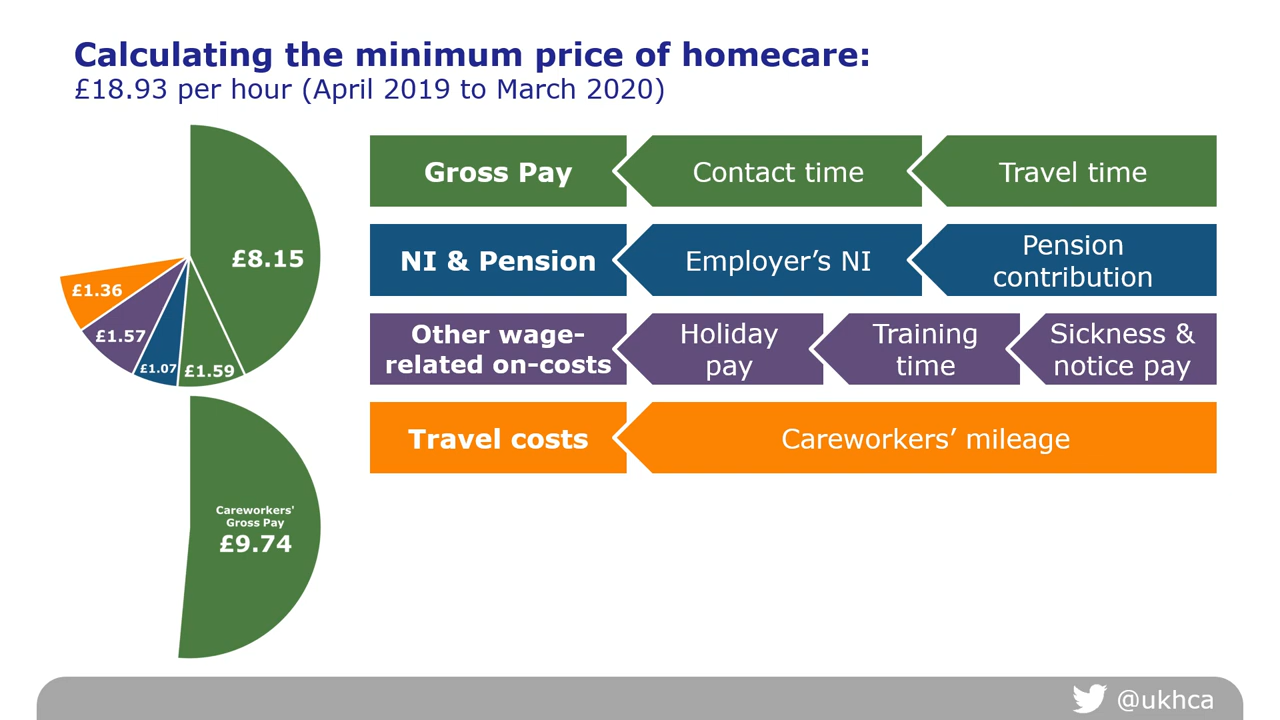 Calculating the minimum price of homecare:
£18.93 per hour (April 2019 to March 2020)
£8.15
£1.36
£1.57
£1.07
£1.59
Careworkers'
Gross Pay
£9.74
Gross Pay
Contact time
Travel time
NI & Pension
Employer’s NI
Pension
contribution
Other wage-
related on-costs
Holiday
pay
Training
time
Sickness &
notice pay
Travel costs
Careworkers’ mileage
@ukhca